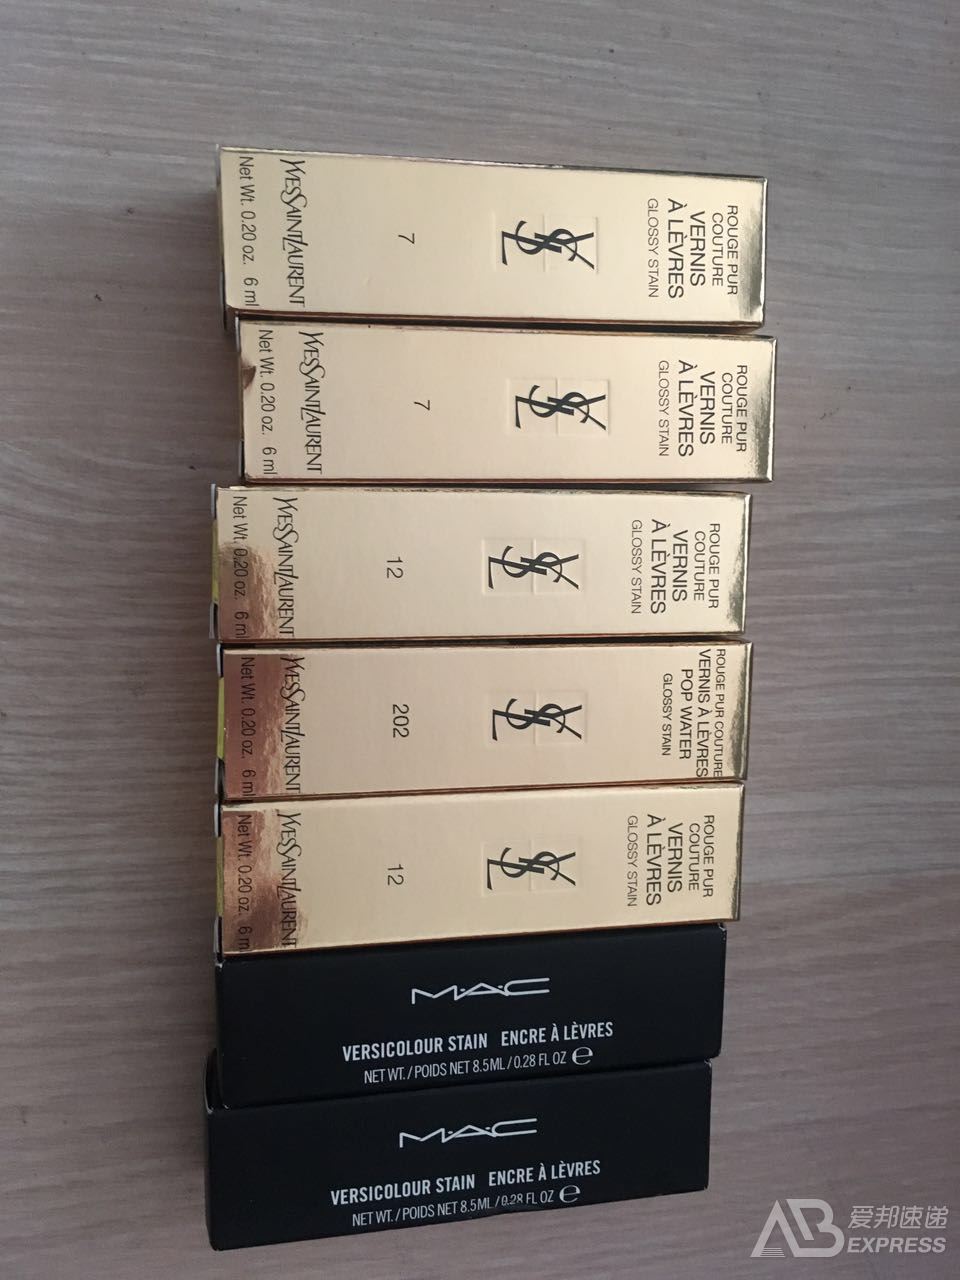 ROUGE PUR
COUTURE
VERNIS
À LÈVRES
GLOSSY STAIN
YSL
7
YVESSAINTLAURENT
Net Wt. 0.20 oz. 6 ml
ROUGE PUR
COUTURE
VERNIS
À LÈVRES
GLOSSY STAIN
YSL
7
YVESSAINTLAURENT
Net Wt. 0.20 oz. 6 ml
ROUGE PUR
COUTURE
VERNIS
À LÈVRES
GLOSSY STAIN
YSL
12
YVESSAINTLAURENT
Net Wt. 0.20 oz. 6 ml
ROUGE PUR COUTURE
VERNIS À LÈVRES
POP WATER
GLOSSY STAIN
YSL
202
YVESSAINTLAURENT
Net Wt. 0.20 oz. 6 ml
ROUGE PUR
COUTURE
VERNIS
À LÈVRES
GLOSSY STAIN
YSL
12
YVESSAINTLAURENT
Net Wt. 0.20 oz. 6 m
M·A·C
VERSICOLOUR STAIN ENCRE À LÈVRES
NET WT./POIDS NET 8.5ML/0.28 FL OZ ℮
M·A·C
VERSICOLOUR STAIN ENCRE À LÈVRES
NET WT./POIDS NET 8.5ML/0.28 FL OZ ℮
AB 爱邦速递
EXPRESS